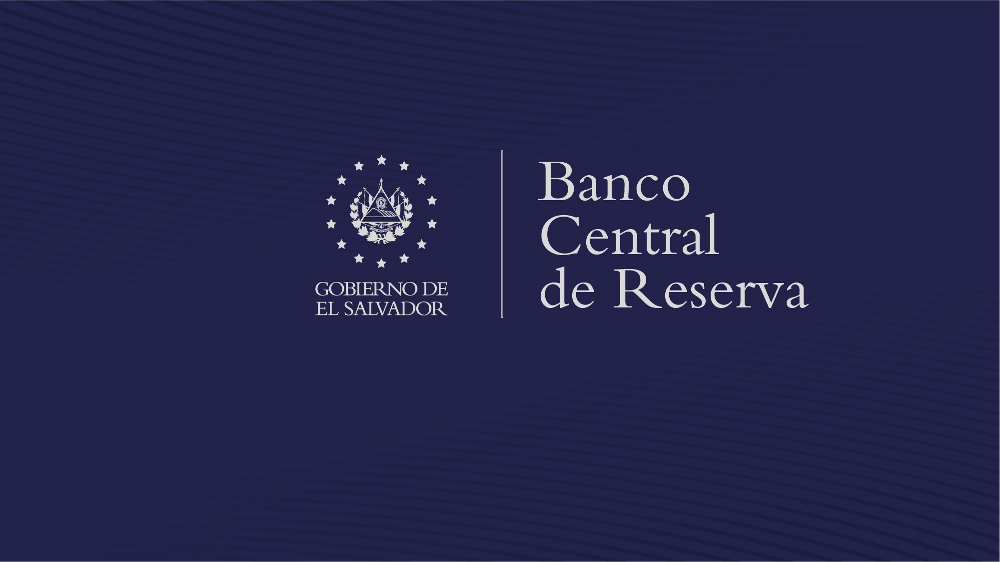 GOBIERNO DE
EL SALVADOR
Banco
Central
de Reserva